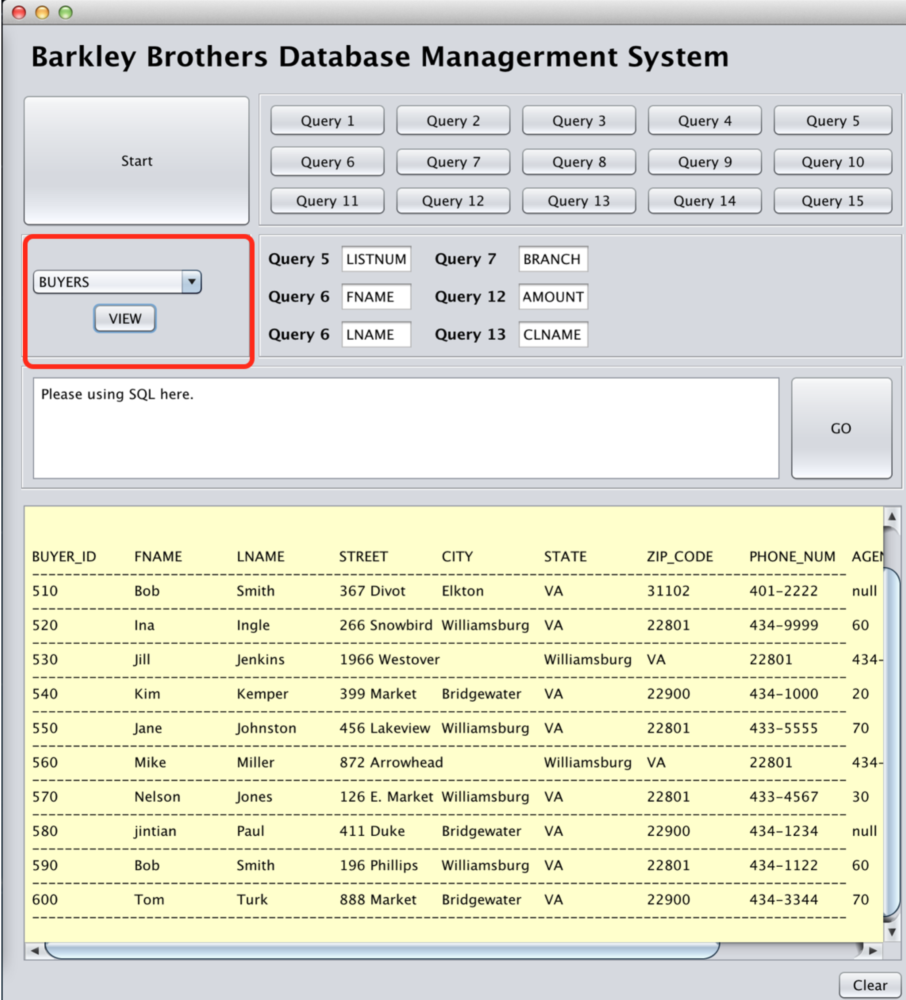 Barkley Brothers Database Managerment System
Start
Query 1 Query 2 Query 3 Query 4 Query 5
Query 6 Query 7 Query 8 Query 9 Query 10
Query 11 Query 12 Query 13 Query 14 Query 15
BUYERS
VIEW
Query 5 LISTNUM Query 7 BRANCH
Query 6 FNAME Query 12 AMOUNT
Query 6 LNAME Query 13 CLNAME
Please using SQL here.
GO
BUYER_ID FNAME LNAME STREET CITY STATE ZIP_CODE PHONE_NUM AGEN
510 Bob Smith 367 Divot Elkton VA 31102 401-2222 null
520 Ina Ingle 266 Snowbird Williamsburg VA 22801 434-9999 60
530 Jill Jenkins 1966 Westover Williamsburg VA 22801 434-
540 Kim Kemper 399 Market Bridgewater VA 22900 434-1000 20
550 Jane Johnston 456 Lakeview Williamsburg VA 22801 433-5555 70
560 Mike Miller 872 Arrowhead Williamsburg VA 22801 434-
570 Nelson Jones 126 E. Market Williamsburg VA 22801 433-4567 30
580 jintian Paul 411 Duke Bridgewater VA 22900 434-1234 null
590 Bob Smith 196 Phillips Williamsburg VA 22801 434-1122 60
600 Tom Turk 888 Market Bridgewater VA 22900 434-3344 70
Clear